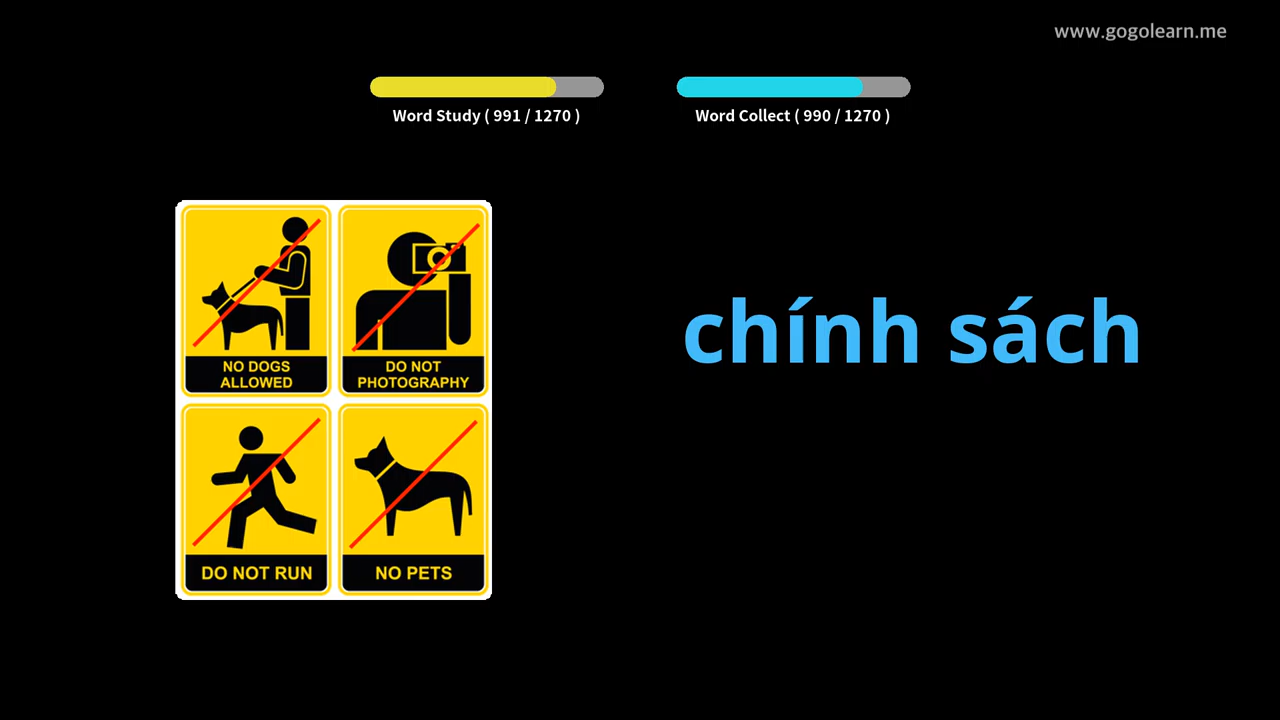 www.gogolearn.me
Word Study ( 991 / 1270 )
Word Collect ( 990 / 1270 )
NO DOGS
ALLOWED
DO NOT
PHOTOGRAPHY
chính sách
DO NOT RUN
NO PETS